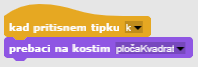 kad pritisnem tipku k
prebaci na kostim pločaKvadrat